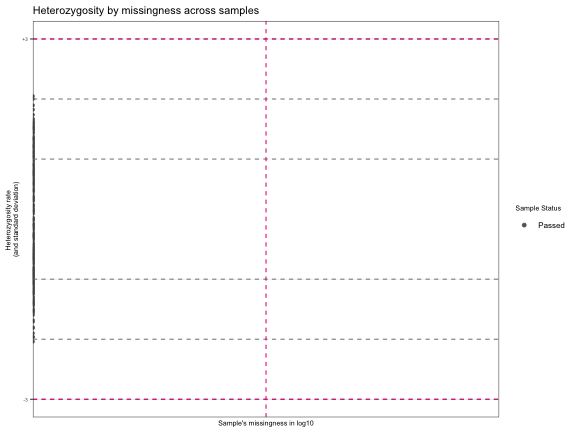 Heterozygosity by missingness across samples
+3
-3
Heterozygosity rate
(and standard deviation)
Sample's missingness in log10
Sample Status
Passed